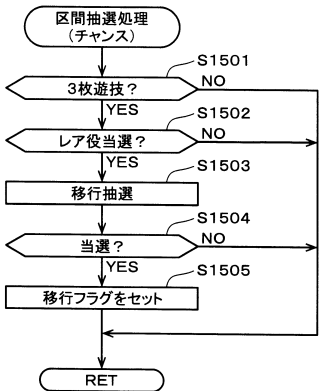 区間抽選処理
(チャンス)
S1501
3枚遊技?
NO
YES
S1502
レア役当選?
NO
YES
S1503
移行抽選
S1504
当選?
NO
YES
S1505
移行フラグをセット
RET